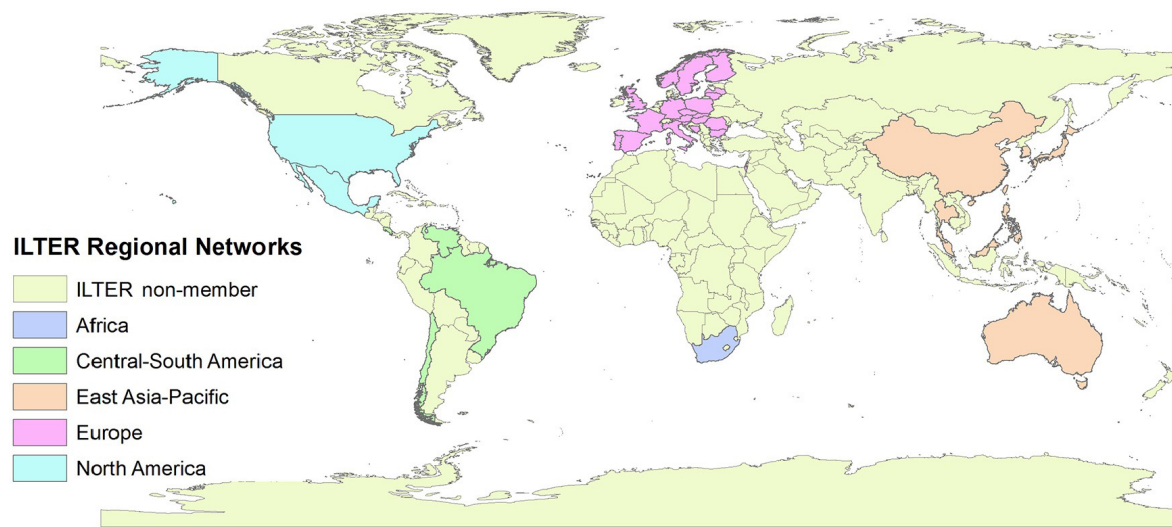 ILTER Regional Networks
ILTER non-member
Africa
Central-South America
East Asia-Pacific
Europe
North America